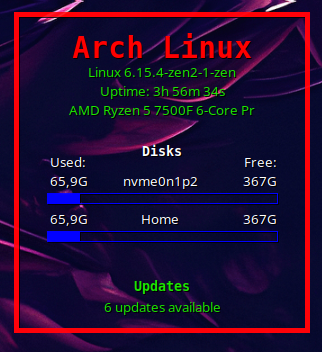 Arch Linux
Linux 6.15.4-zen2-1-zen
Uptime: 3h 56m 34s
AMD Ryzen 5 7500F 6-Core Pr
Disks
Used: Free:
65,9G nvme0n1p2 367G
65,9G Home 367G
Updates
6 updates available